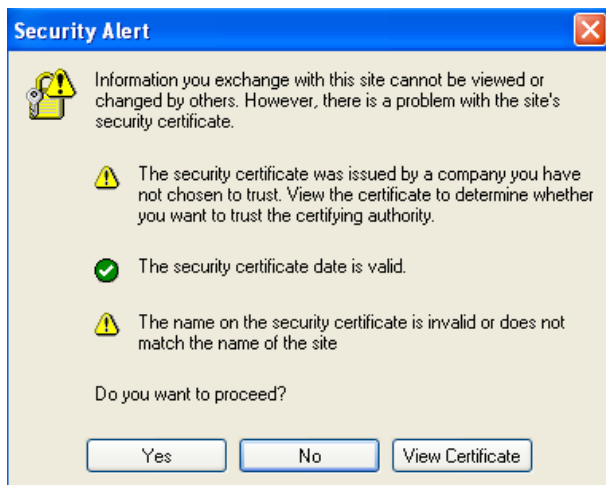 Security Alert
Information you exchange with this site cannot be viewed or
changed by others. However, there is a problem with the site's
security certificate.
The security certificate was issued by a company you have
not chosen to trust. View the certificate to determine whether
you want to trust the certifying authority.
The security certificate date is valid.
The name on the security certificate is invalid or does not
match the name of the site
Do you want to proceed?
Yes
No
View Certificate